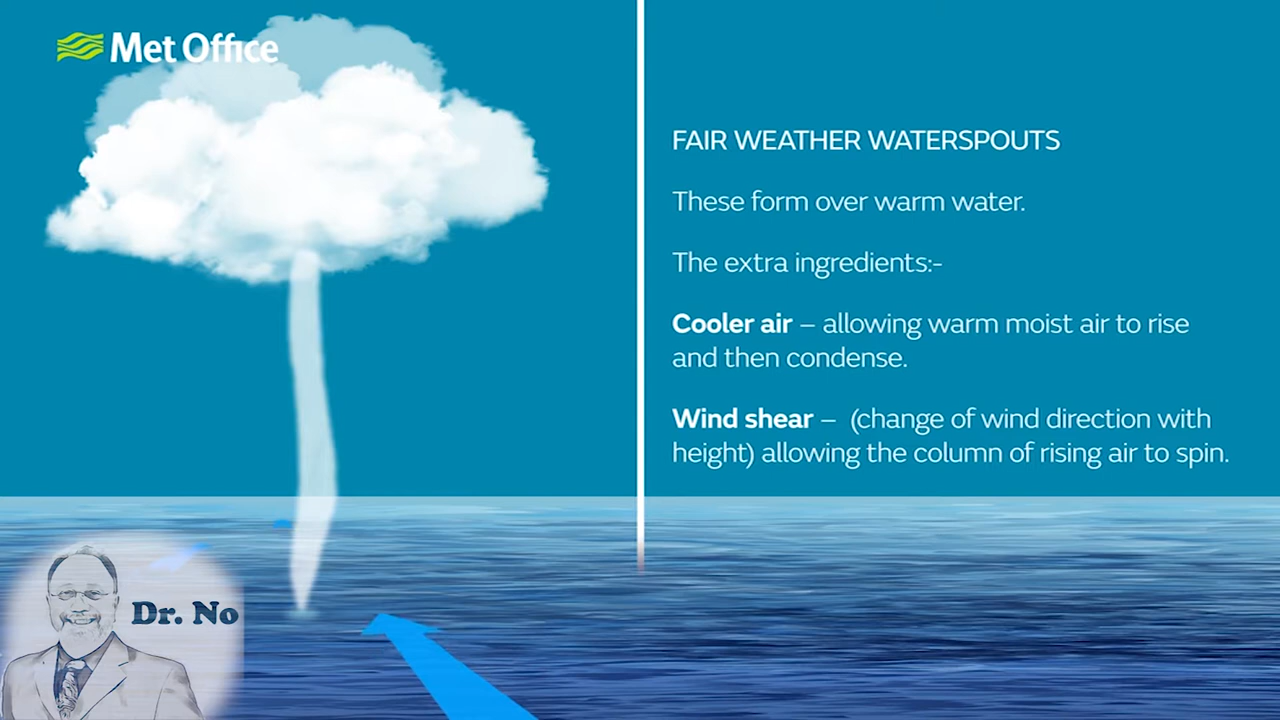 Met Office
FAIR WEATHER WATERSPOUTS
These form over warm water.
The extra ingredients:-
Cooler air – allowing warm moist air to rise
and then condense.
Wind shear – (change of wind direction with
height) allowing the column of rising air to spin.
Dr. No